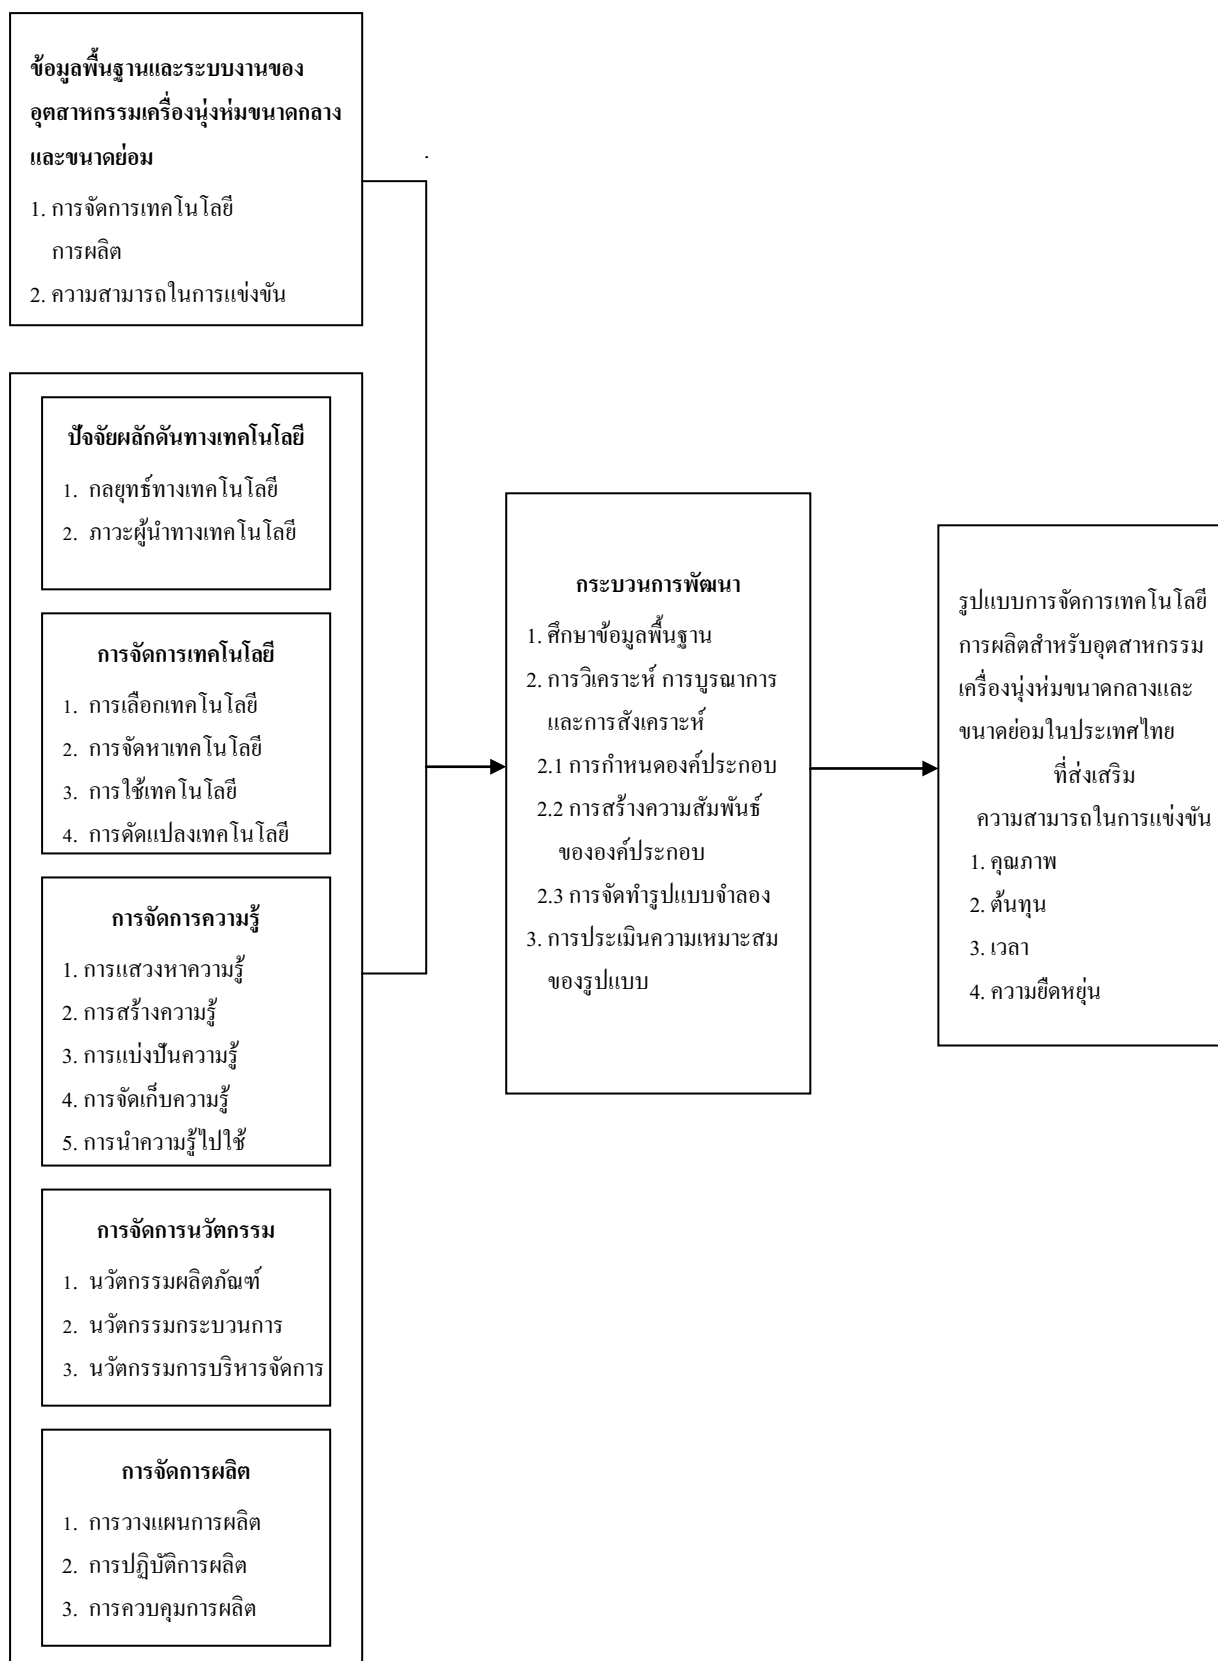 ข้อมูลพื้นฐานและระบบงานของ
อุตสาหกรรมเครื่องนุ่งห่มขนาดกลาง
และขนาดย่อม
1. การจัดการเทคโนโลยี
การผลิต
2. ความสามารถในการแข่งขัน
ปัจจัยผลักดันทางเทคโนโลยี
1. กลยุทธ์ทางเทคโนโลยี
2. ภาวะผู้นำทางเทคโนโลยี
การจัดการเทคโนโลยี
1. การเลือกเทคโนโลยี
2. การจัดหาเทคโนโลยี
3. การใช้เทคโนโลยี
4. การดัดแปลงเทคโนโลยี
การจัดการความรู้
1. การแสวงหาความรู้
2. การสร้างความรู้
3. การแบ่งปันความรู้
4. การจัดเก็บความรู้
5. การนำความรู้ไปใช้
การจัดการนวัตกรรม
1. นวัตกรรมผลิตภัณฑ์
2. นวัตกรรมกระบวนการ
3. นวัตกรรมการบริหารจัดการ
การจัดการผลิต
1. การวางแผนการผลิต
2. การปฏิบัติการผลิต
3. การควบคุมการผลิต
กระบวนการพัฒนา
1. ศึกษาข้อมูลพื้นฐาน
2. การวิเคราะห์ การบูรณาการ
และการสังเคราะห์
2.1 การกำหนดองค์ประกอบ
2.2 การสร้างความสัมพันธ์
ขององค์ประกอบ
2.3 การจัดทำรูปแบบจำลอง
3. การประเมินความเหมาะสม
ของรูปแบบ
รูปแบบการจัดการเทคโนโลยี
การผลิตสำหรับอุตสาหกรรม
เครื่องนุ่งห่มขนาดกลางและ
ขนาดย่อมในประเทศไทย
ที่ส่งเสริม
ความสามารถในการแข่งขัน
1. คุณภาพ
2. ต้นทุน
3. เวลา
4. ความยืดหยุ่น